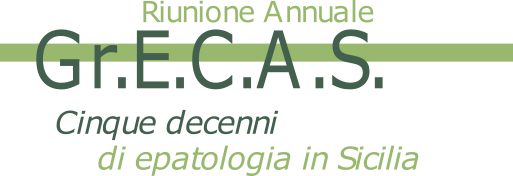 Riunione Annuale
Gr.E.C.A.S.
Cinque decenni
di epatologia in Sicilia